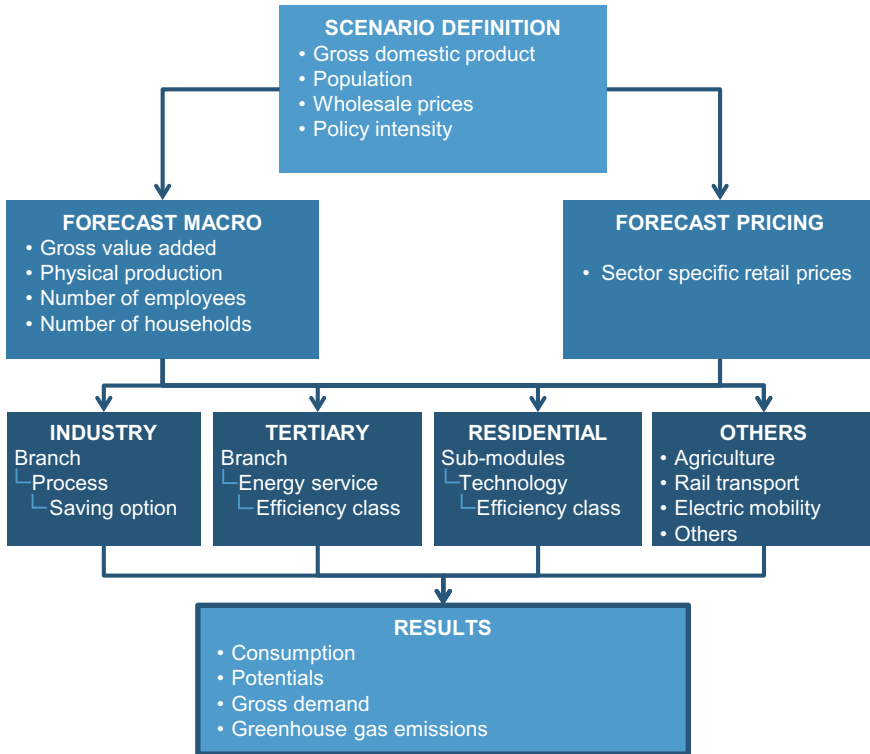 SCENARIO DEFINITION
• Gross domestic product
• Population
• Wholesale prices
• Policy intensity
FORECAST MACRO
• Gross value added
• Physical production
• Number of employees
• Number of households
FORECAST PRICING
• Sector specific retail prices
INDUSTRY
Branch
Process
Saving option
TERTIARY
Branch
Energy service
Efficiency class
RESIDENTIAL
Sub-modules
Technology
Efficiency class
OTHERS
• Agriculture
• Rail transport
• Electric mobility
• Others
RESULTS
• Consumption
• Potentials
• Gross demand
• Greenhouse gas emissions